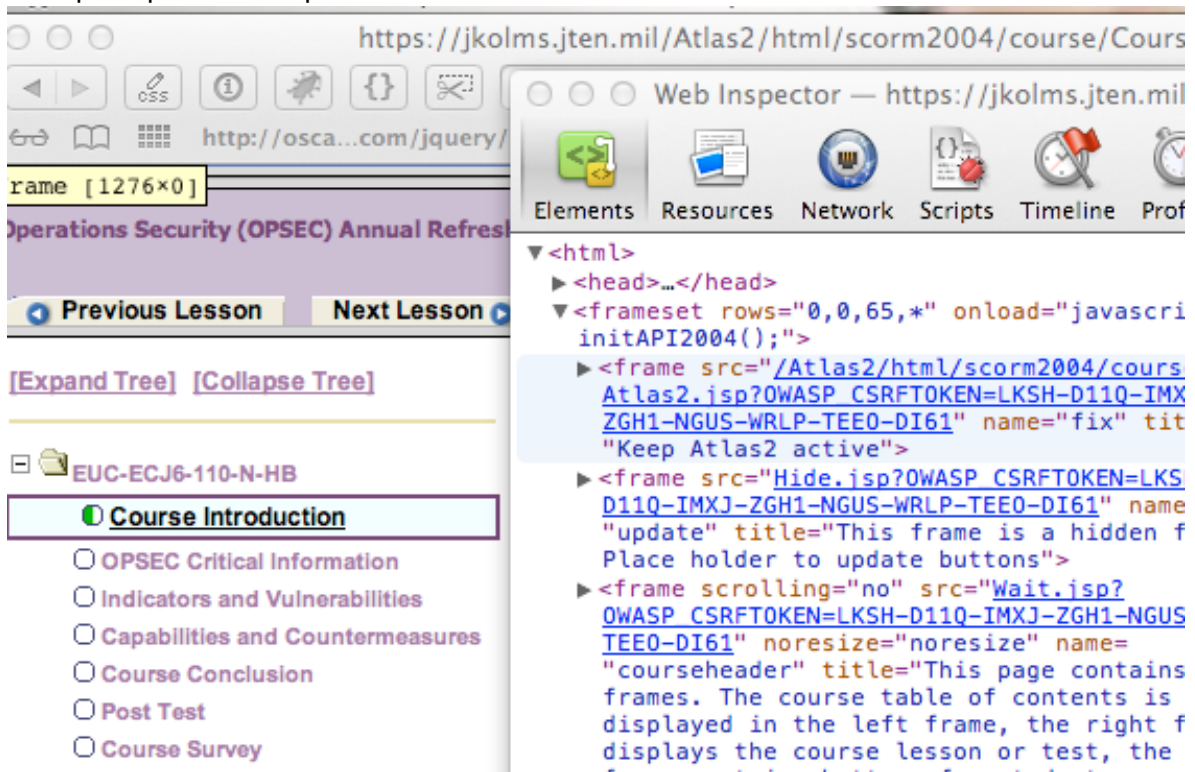 https://jkolms.jten.mil/Atlas2/html/scorm2004/course/Cours
css
http://osca...com/jquery/
rame [1276×0]
Operations Security (OPSEC) Annual Refresh
Previous Lesson
Next Lesson
[Expand Tree] [Collapse Tree]
EUC-ECJ6-110-N-HB
Course Introduction
OPSEC Critical Information
Indicators and Vulnerabilities
Capabilities and Countermeasures
Course Conclusion
Post Test
Course Survey
Web Inspector — https://jkolms.jten.mil
Elements Resources Network Scripts Timeline Prof
▼<html>
▶<head>…</head>
▼<frameset rows="0,0,65,*" onload="javascri
initAPI2004();">
▶<frame src="/Atlas2/html/scorm2004/cours
Atlas2.jsp?OWASP_CSRFTOKEN=LKSH-D11Q-IMX
ZGH1-NGUS-WRLP-TEEO-DI61" name="fix" tit
"Keep Atlas2 active">
▶<frame src="Hide.jsp?OWASP_CSRFTOKEN=LKS
D11Q-IMXJ-ZGH1-NGUS-WRLP-TEEO-DI61" name
"update" title="This frame is a hidden f
Place holder to update buttons">
▶<frame scrolling="no" src="Wait.jsp?
OWASP_CSRFTOKEN=LKSH-D11Q-IMXJ-ZGH1-NGUS
TEEO-DI61" noresize="noresize" name=
"courseheader" title="This page contains
frames. The course table of contents is
displayed in the left frame, the right f
displays the course lesson or test, the